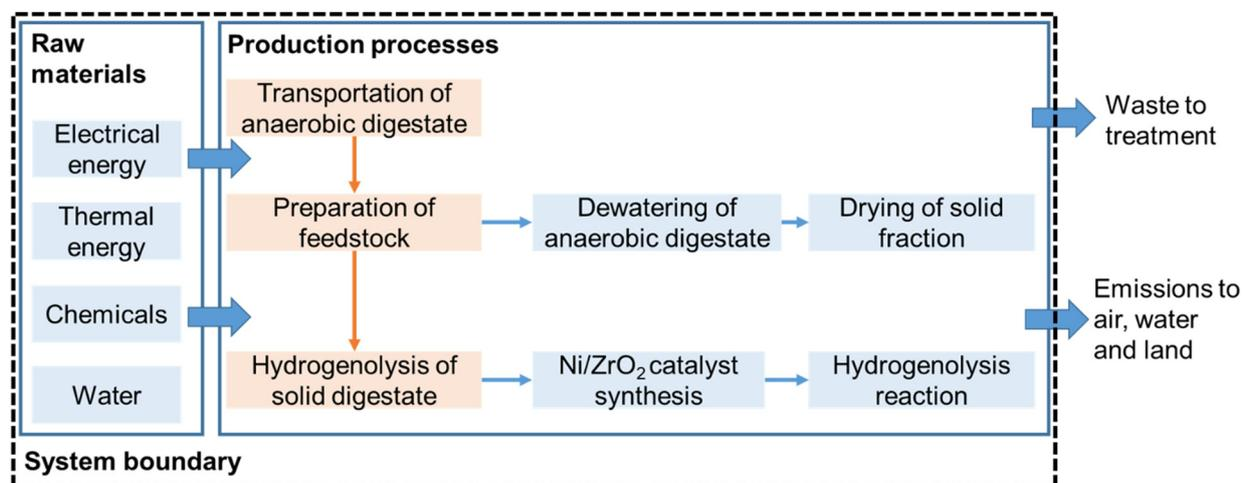 Raw
materials
Electrical
energy
Thermal
energy
Chemicals
Water
Production processes
Transportation of
anaerobic digestate
Preparation of
feedstock
Dewatering of
anaerobic digestate
Drying of solid
fraction
Hydrogenolysis of
solid digestate
Ni/ZrO₂ catalyst
synthesis
Hydrogenolysis
reaction
Waste to
treatment
Emissions to
air, water
and land
System boundary